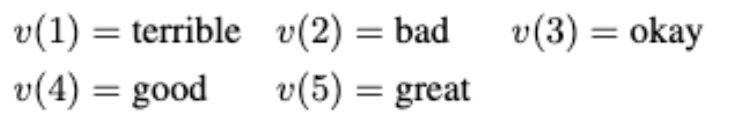 v(1) = terrible v(2) = bad v(3) = okay
v(4) = good v(5) = great